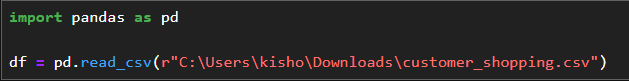 import pandas as pd
df = pd.read_csv(r"C:\Users\kisho\Downloads\customer_shopping.csv")